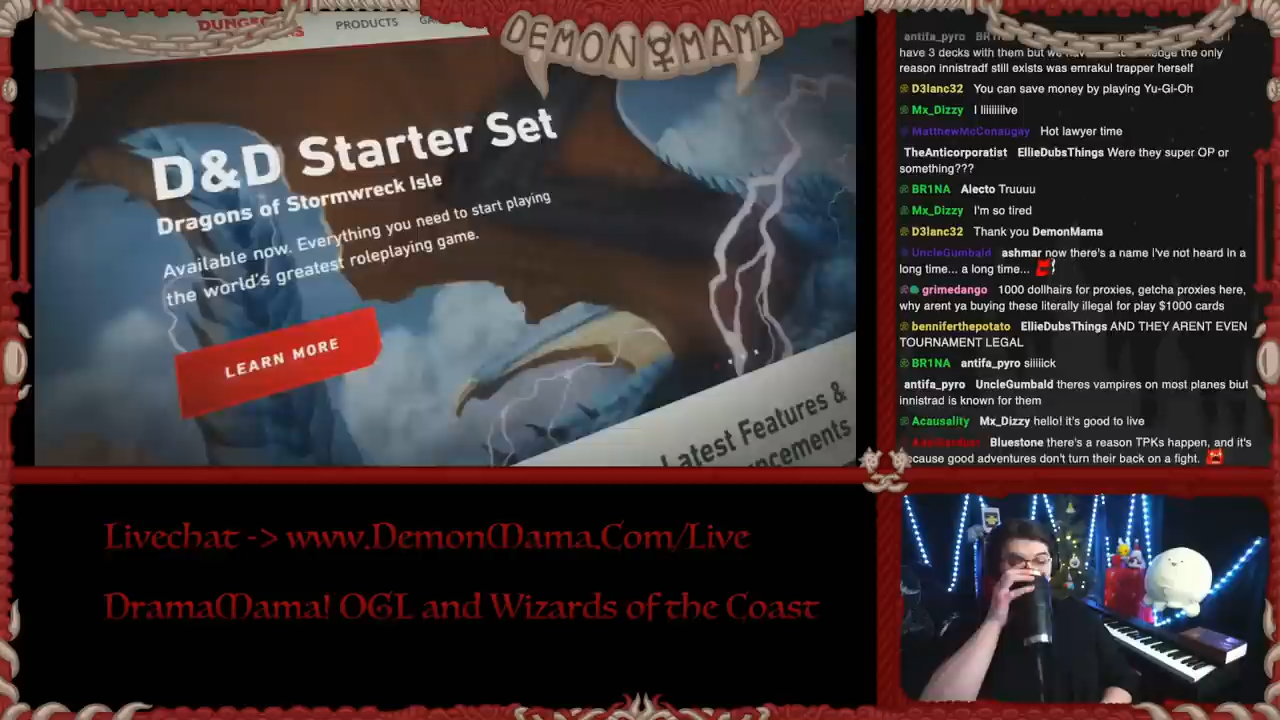 DEMON MAMA
DUNGEONS
PRODUCTS
GA
D&D Starter Set
Dragons of Stormwreck Isle
Available now. Everything you need to start playing
the world's greatest roleplaying game.
LEARN MORE
Latest Features &
ncements
antifa_pyro
have 3 decks with them but we the only
reason innistradf still exists was emrakul trapper herself
D3lanc32 You can save money by playing Yu-Gi-Oh
Mx_Dizzy I liiiiiiiive
MatthewMcConaugay Hot lawyer time
TheAnticorporatist EllieDubsThings Were they super OP or
something???
BR1NA Alecto Truuuu
Mx_Dizzy I'm so tired
D3lanc32 Thank you DemonMama
UncleGumbald ashmar now there's a name i've not heard in a
long time... a long time...
grimedango 1000 dollhairs for proxies, getcha proxies here,
why arent ya buying these literally illegal for play $1000 cards
benniferthepotato EllieDubsThings AND THEY ARENT EVEN
TOURNAMENT LEGAL
BR1NA antifa_pyro siiiiick
antifa_pyro UncleGumbald theres vampires on most planes biut
innistrad is known for them
Acausality Mx_Dizzy hello! it's good to live
Bluestone there's a reason TPKs happen, and it's
because good adventures don't turn their back on a fight.
Livechat -> www.DemonMama.Com/Live
DramaMama! OGL and Wizards of the Coast